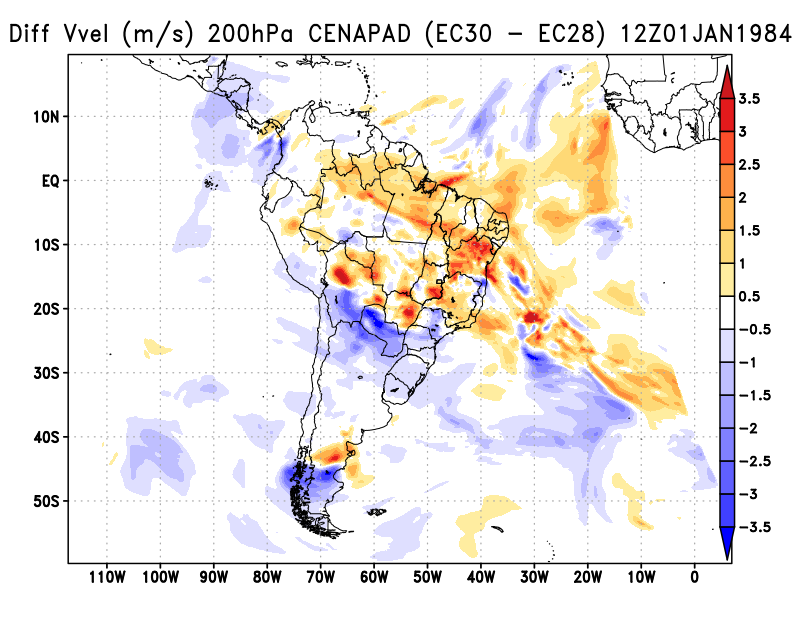 Diff Vvel (m/s) 200hPa CENAPAD (EC30 − EC28) 12Z01JAN1984
10N
EQ
10S
20S
30S
40S
50S
110W 100W 90W 80W 70W 60W 50W 40W 30W 20W 10W 0
3.5
3
2.5
2
1.5
1
0.5
−0.5
−1
−1.5
−2
−2.5
−3
−3.5